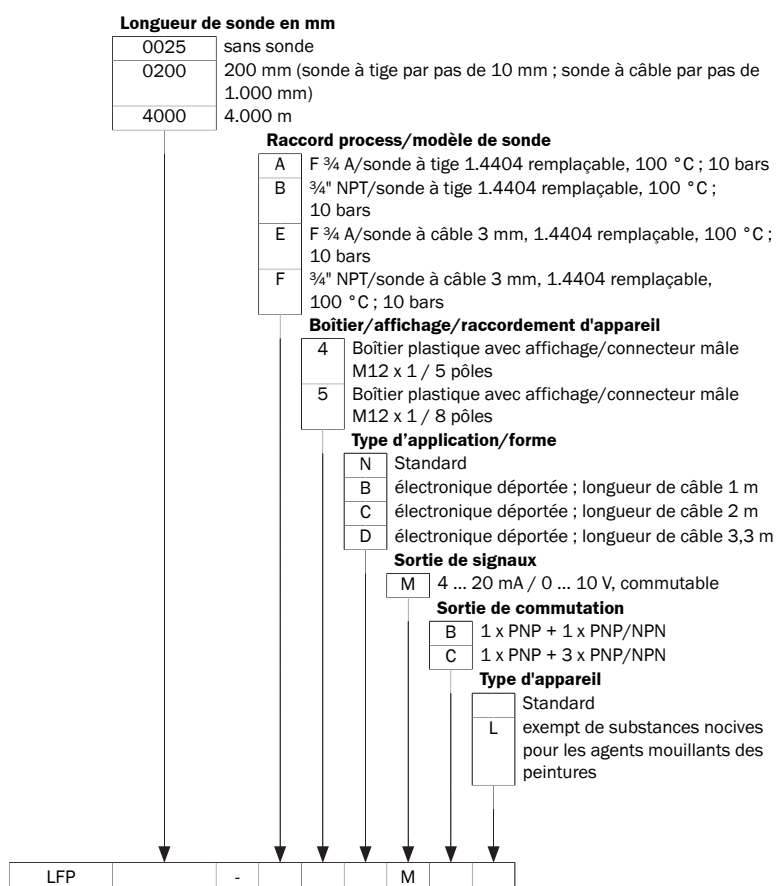 Longueur de sonde en mm
0025 sans sonde
0200 200 mm (sonde à tige par pas de 10 mm ; sonde à câble par pas de
1.000 mm)
4000 4.000 m
Raccord process/modèle de sonde
A F ¾ A/sonde à tige 1.4404 remplaçable, 100 °C ; 10 bars
B ¾" NPT/sonde à tige 1.4404 remplaçable, 100 °C ;
10 bars
E F ¾ A/sonde à câble 3 mm, 1.4404 remplaçable, 100 °C ;
10 bars
F ¾" NPT/sonde à câble 3 mm, 1.4404 remplaçable,
100 °C ; 10 bars
Boîtier/affichage/raccordement d'appareil
4 Boîtier plastique avec affichage/connecteur mâle
M12 x 1 / 5 pôles
5 Boîtier plastique avec affichage/connecteur mâle
M12 x 1 / 8 pôles
Type d’application/forme
N Standard
B électronique déportée ; longueur de câble 1 m
C électronique déportée ; longueur de câble 2 m
D électronique déportée ; longueur de câble 3,3 m
Sortie de signaux
M 4 ... 20 mA / 0 ... 10 V, commutable
Sortie de commutation
B 1 x PNP + 1 x PNP/NPN
C 1 x PNP + 3 x PNP/NPN
Type d'appareil
Standard
L exempt de substances nocives
pour les agents mouillants des
peintures
LFP - M